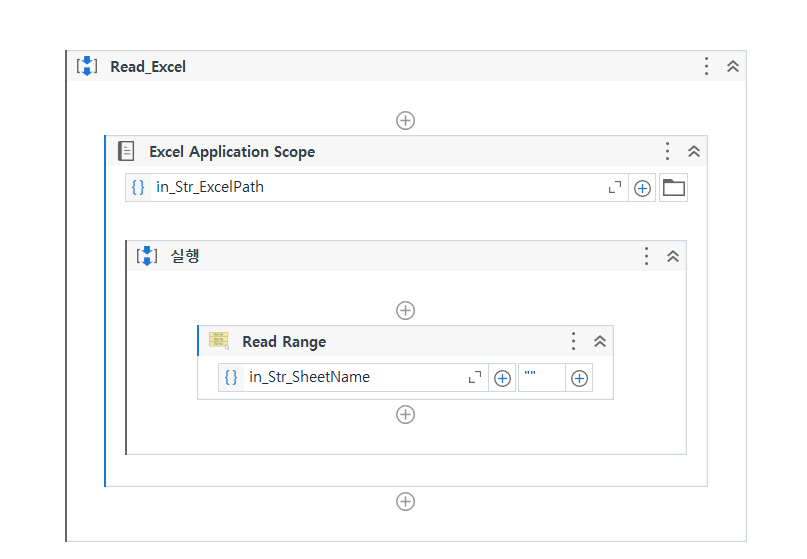 Read_Excel
Excel Application Scope
{} in_Str_ExcelPath
실행
Read Range
{} in_Str_SheetName ""